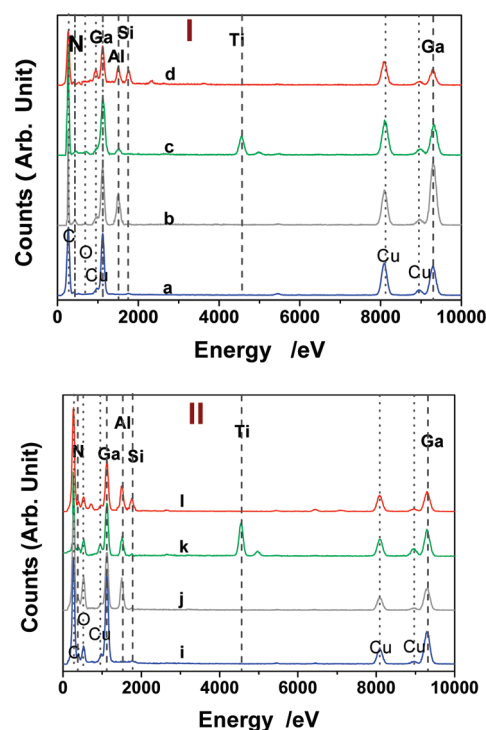 I
N
Ga
Al
Si
Ti
Ga
d
c
b
a
C
O
Cu
Cu
Cu
Counts ( Arb. Unit)
0 2000 4000 6000 8000 10000
Energy /eV
II
N
Ga
Al
Si
Ti
Ga
l
k
j
i
C
O
Cu
Cu
Cu
Counts (Arb. Unit)
0 2000 4000 6000 8000 10000
Energy /eV